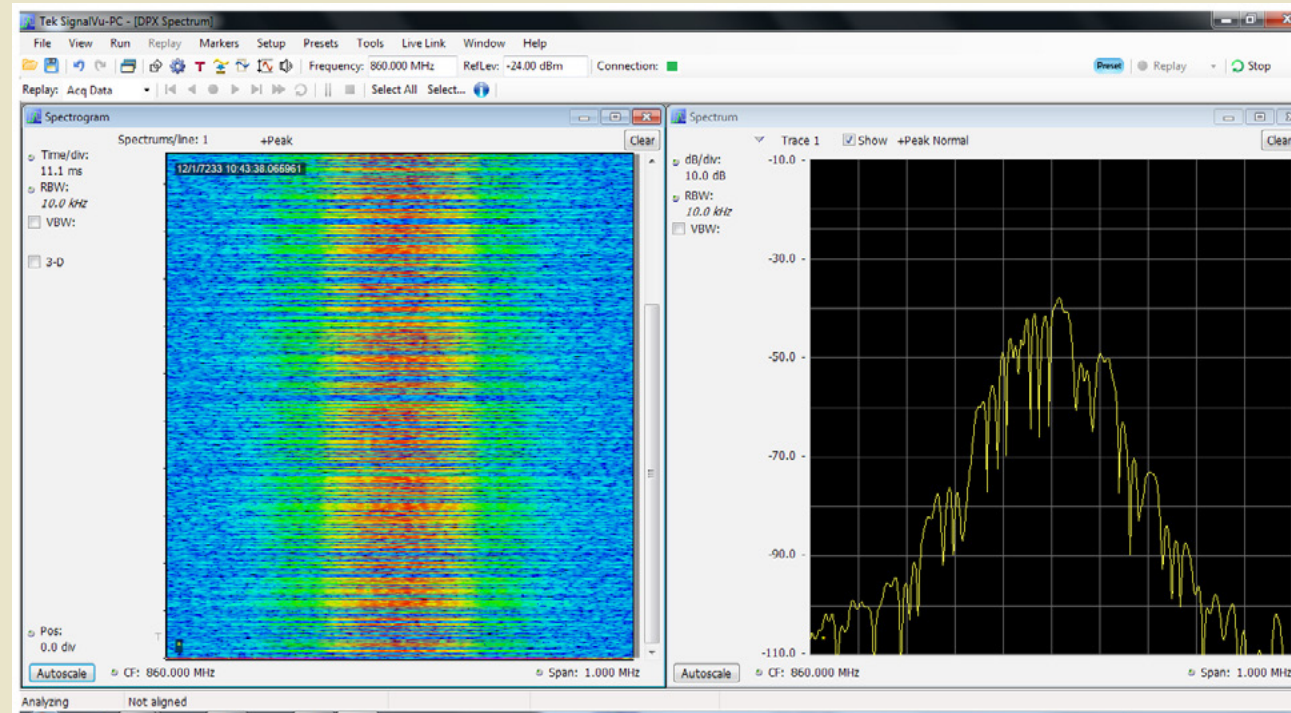 Tek SignalVu-PC - [DPX Spectrum]
File View Run Replay Markers Setup Presets Tools Live Link Window Help
Frequency: 860.000 MHz RefLev: -24.00 dBm Connection: Preset Replay Stop
Replay: Acq Data Select All Select...
Spectrogram
Spectrums/line: 1 +Peak Clear
Time/div:
11.1 ms
RBW:
10.0 kHz
VBW:
3-D
12/1/7233 10:43:38.065961
Pos:
0.0 div
T
Autoscale CF: 860.000 MHz Span: 1.000 MHz
Spectrum
Trace 1 Show +Peak Normal Clear
dB/div:
10.0 dB
RBW:
10.0 kHz
VBW:
-10.0
-30.0
-50.0
-70.0
-90.0
-110.0
Autoscale CF: 860.000 MHz Span: 1.000 MHz
Analyzing Not aligned